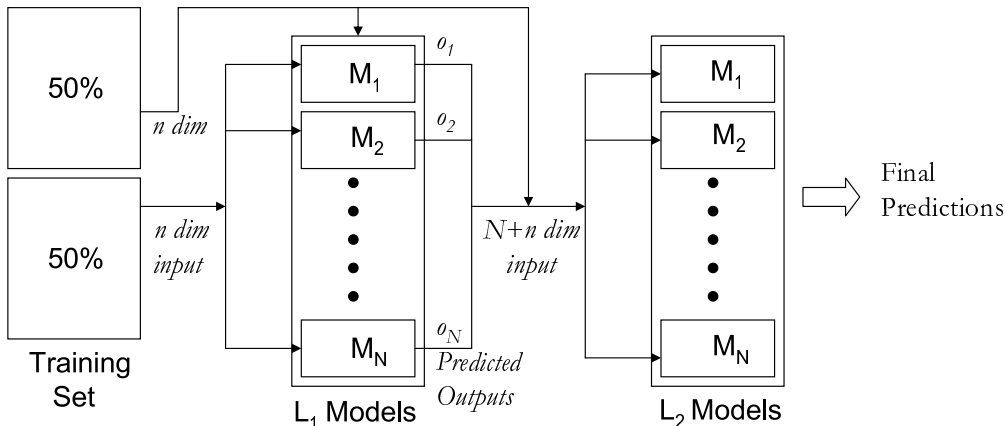 50%
n dim
50%
n dim
input
Training
Set
M1
M2
MN
o1
o2
oN
Predicted
Outputs
L1 Models
N+n dim
input
M1
M2
MN
L2 Models
Final
Predictions